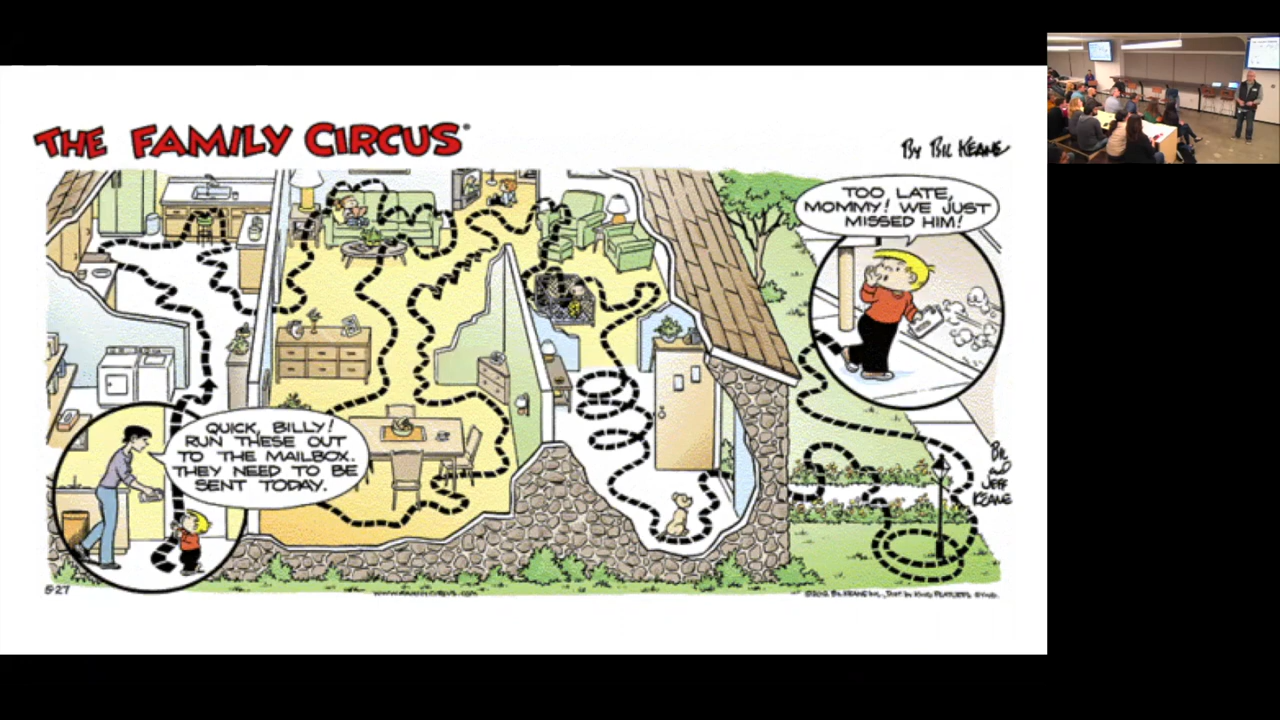 THE FAMILY CIRCUS®
By BIL KEANE
TOO LATE,
MOMMY! WE JUST
MISSED HIM!
QUICK, BILLY!
RUN THESE OUT
TO THE MAILBOX.
THEY NEED TO BE
SENT TODAY.
BIL
and
JEFF
KEANE
5-27